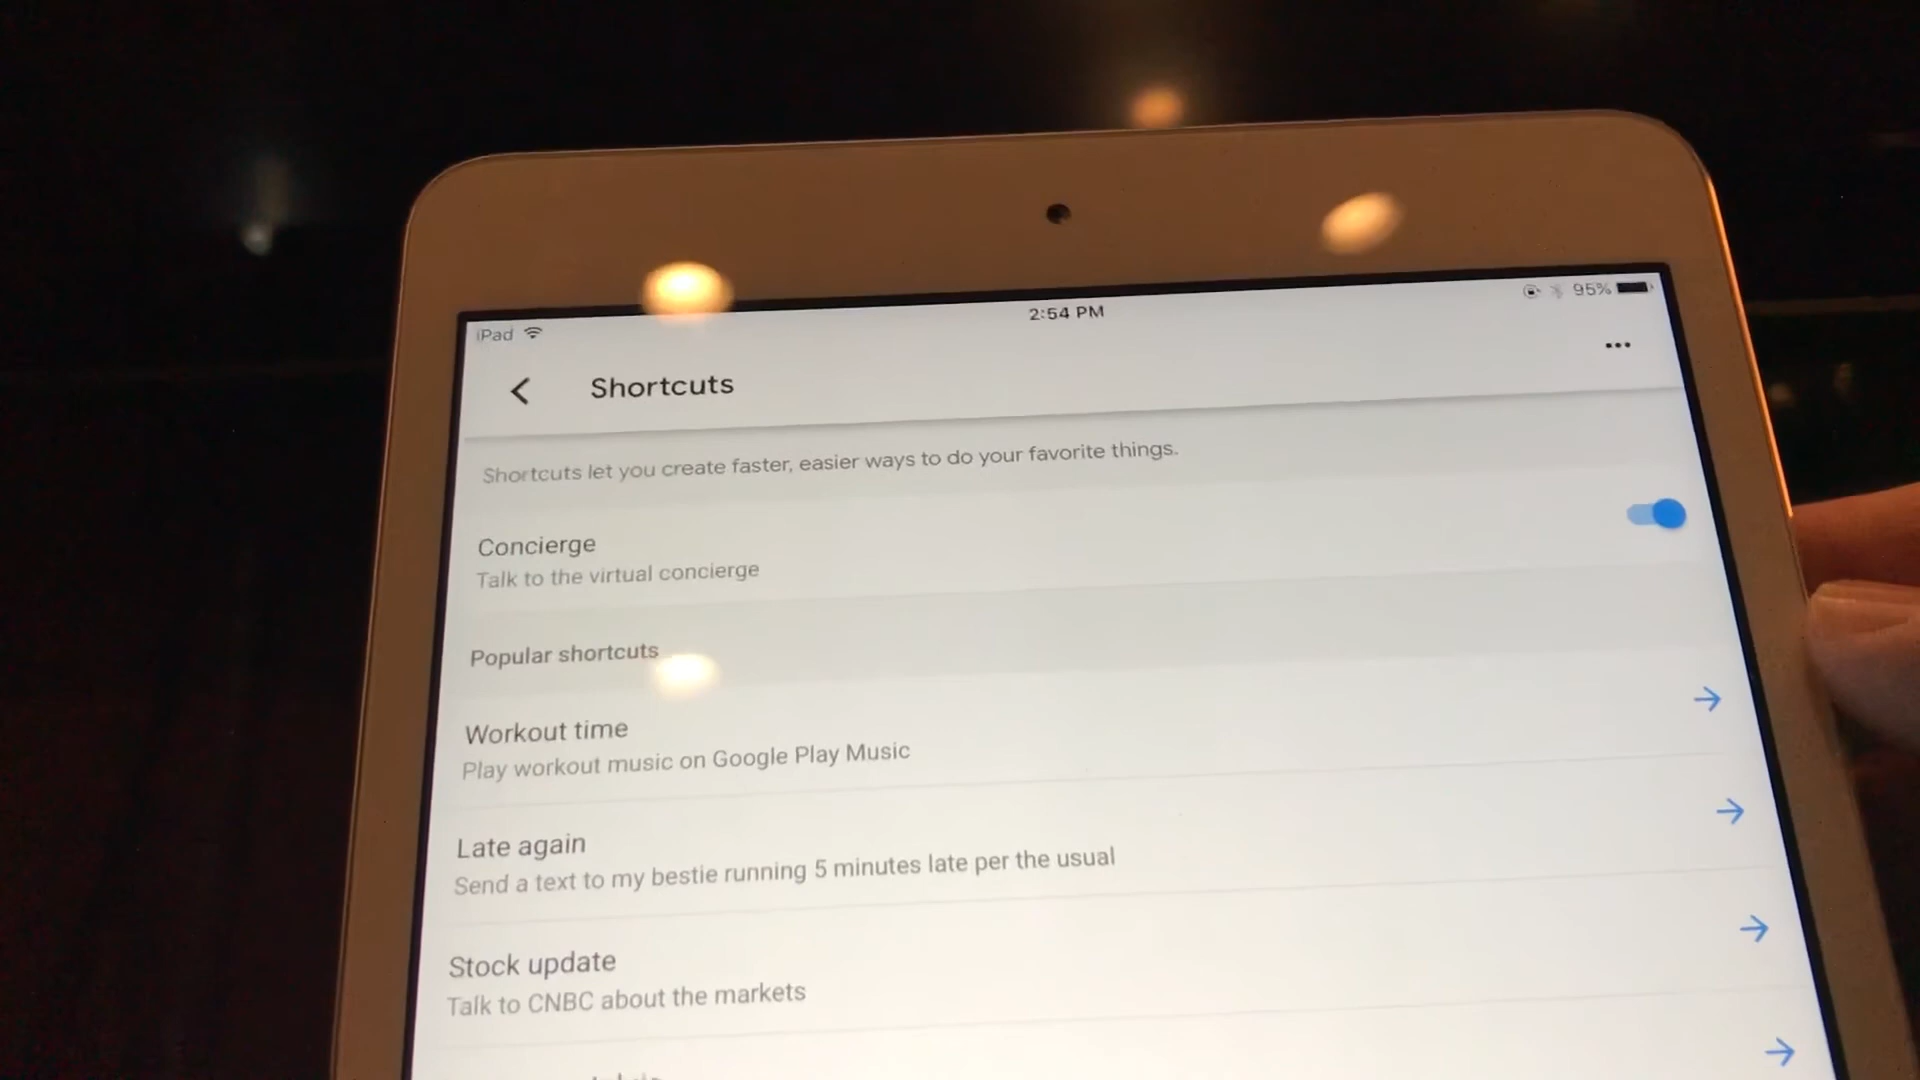 iPad
2:54 PM
95%
Shortcuts
Shortcuts let you create faster, easier ways to do your favorite things.
Concierge
Talk to the virtual concierge
Popular shortcuts
Workout time
Play workout music on Google Play Music
Late again
Send a text to my bestie running 5 minutes late per the usual
Stock update
Talk to CNBC about the markets